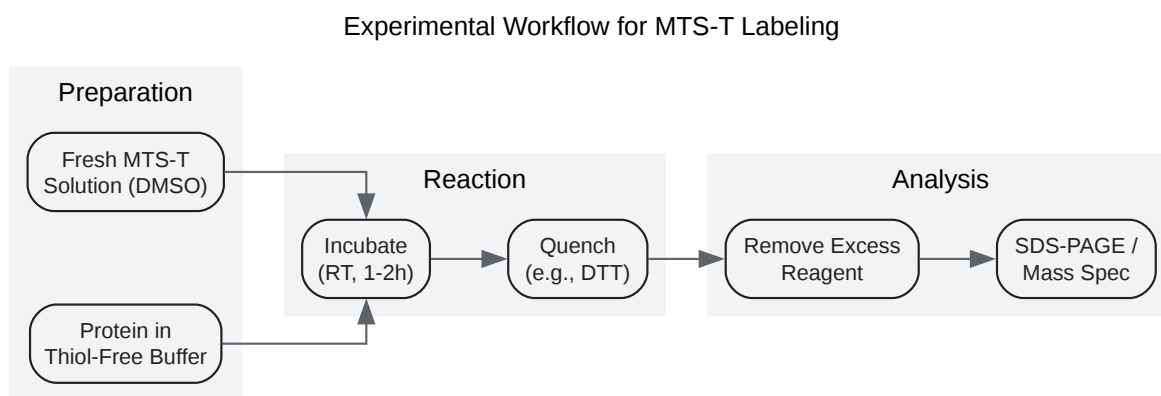 Experimental Workflow for MTS-T Labeling
Preparation
Fresh MTS-T
Solution (DMSO)
Protein in
Thiol-Free Buffer
Reaction
Incubate
(RT, 1-2h)
Quench
(e.g., DTT)
Analysis
Remove Excess
Reagent
SDS-PAGE /
Mass Spec